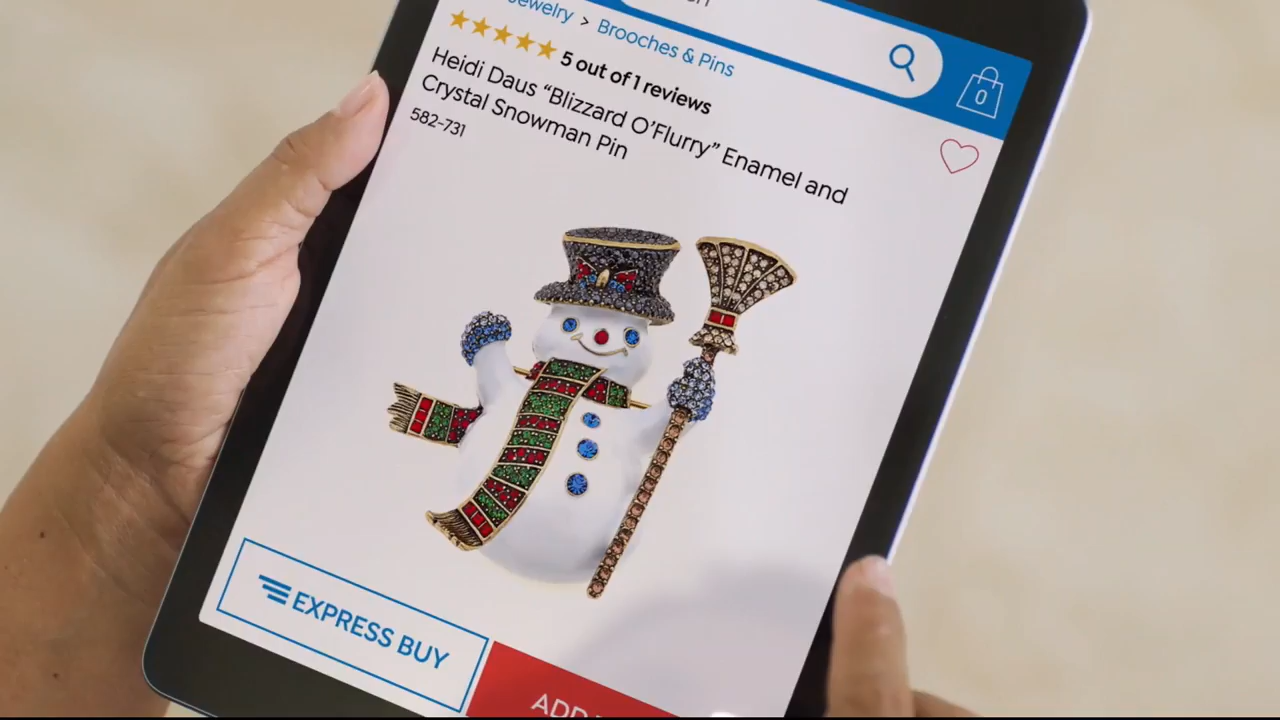 Jewelry > Brooches & Pins
5 out of 1 reviews
Heidi Daus “Blizzard O’Flurry” Enamel and
Crystal Snowman Pin
582-731
0
EXPRESS BUY
ADD